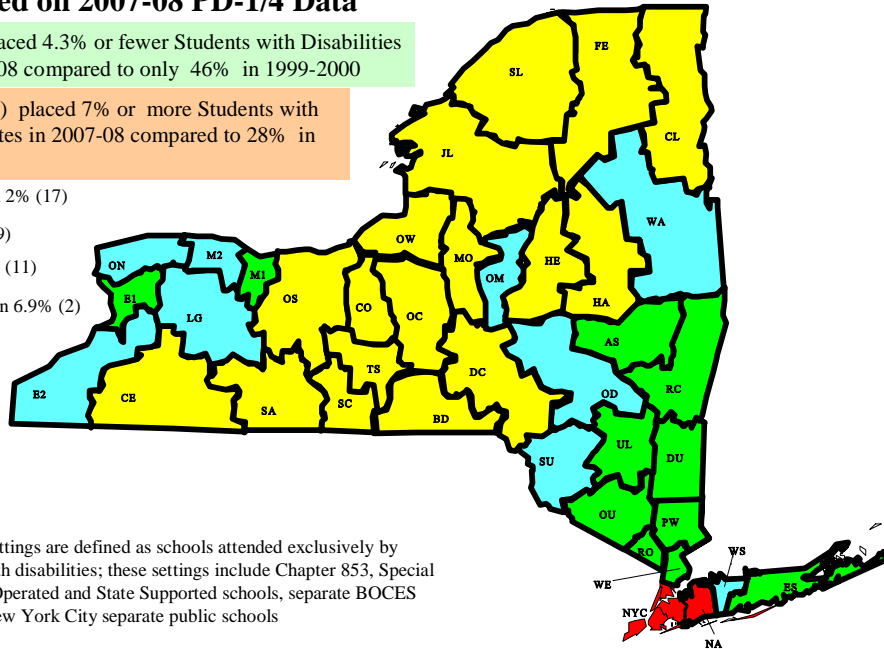 ed on 2007-08 PD-1/4 Data
aced 4.3% or fewer Students with Disabilities
08 compared to only 46% in 1999-2000
) placed 7% or more Students with
tes in 2007-08 compared to 28% in
2% (17)
9)
(11)
n 6.9% (2)
SL
FE
CL
JL
WA
OW
MO
OM
HE
HA
ON
M2
M1
E1
LG
OS
CO
OC
AS
TS
DC
RC
E2
CE
SA
SC
BD
OD
SU
UL
DU
OU
PW
RO
WS
WE
ES
NYC
NA
ttings are defined as schools attended exclusively by
th disabilities; these settings include Chapter 853, Special
Operated and State Supported schools, separate BOCES
ew York City separate public schools